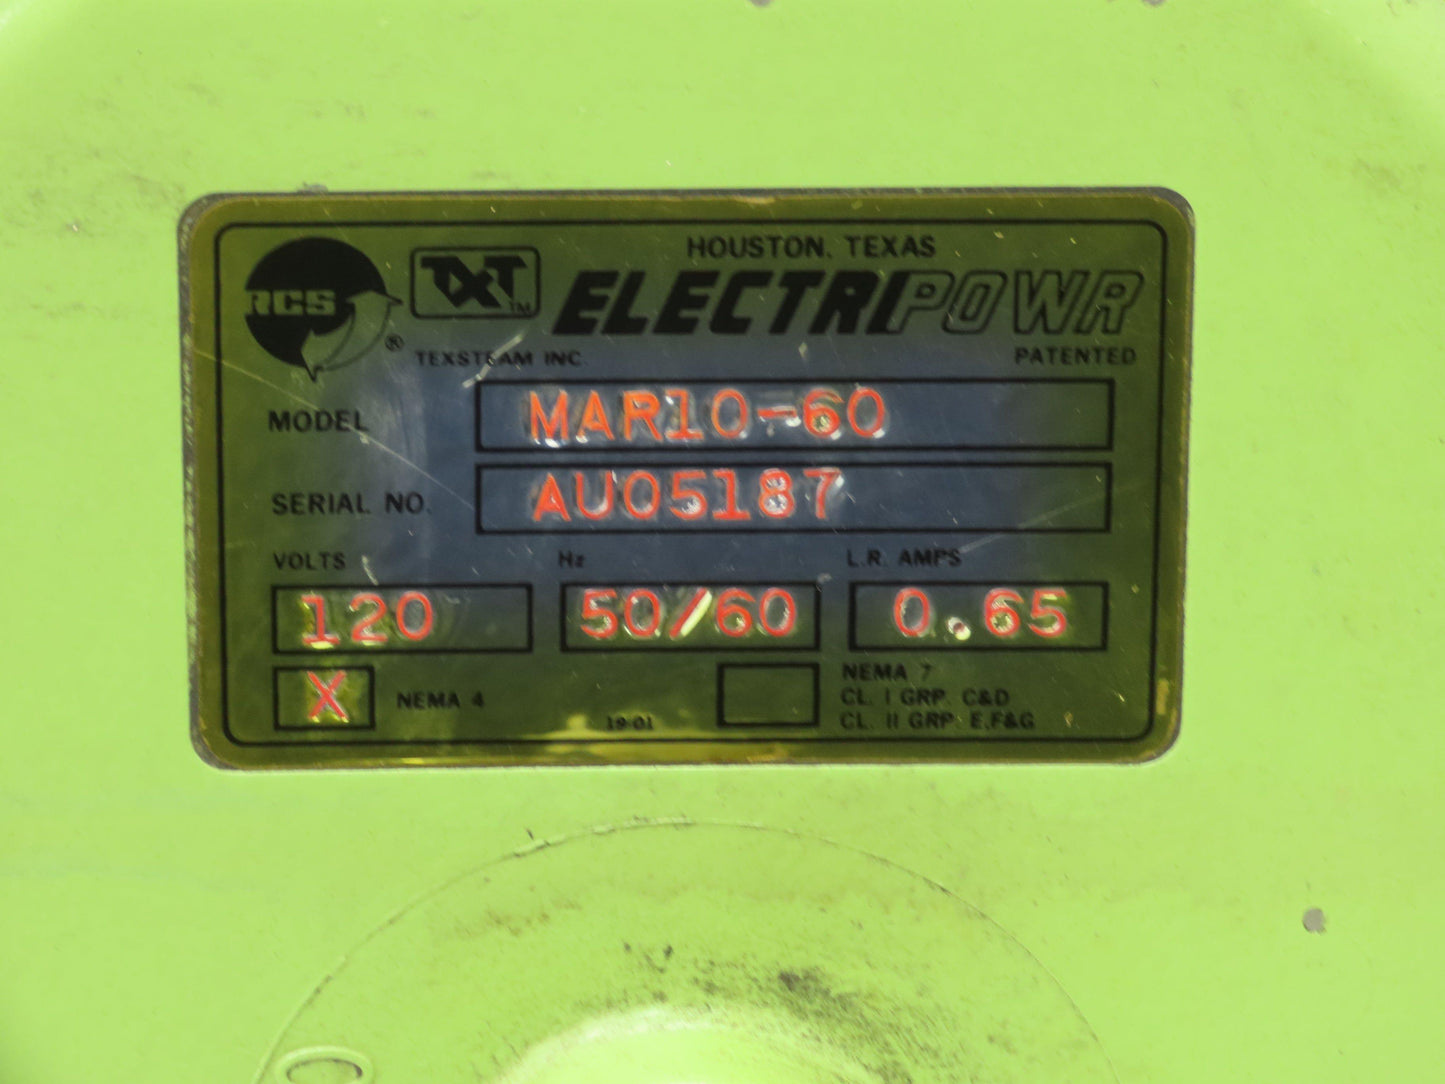 HOUSTON, TEXAS
RCS ® TXT TM ELECTRIPOWR
TEXSTEAM INC. PATENTED
MODEL MAR10-60
SERIAL NO. AU05187
VOLTS Hz L.R. AMPS
120 50/60 0.65
X NEMA 4 NEMA 7
CL. I GRP. C&D
19-01 CL. II GRP. E,F&G